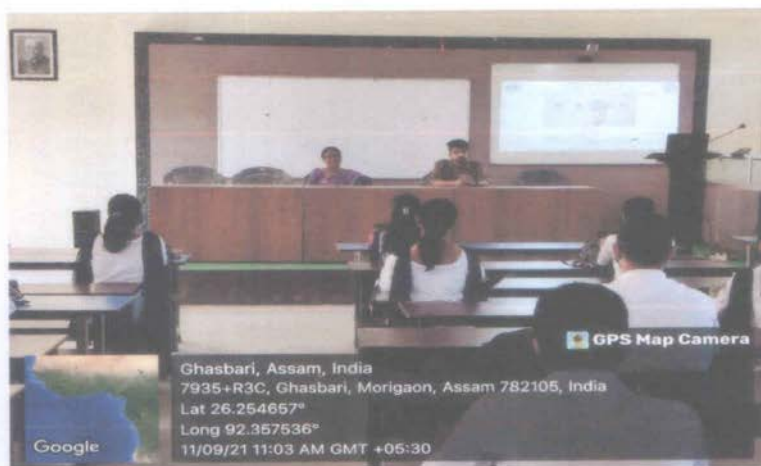 GPS Map Camera
Ghasbari, Assam, India
7935+R3C, Ghasbari, Morigaon, Assam 782105, India
Lat 26.254657°
Long 92.357536°
11/09/21 11:03 AM GMT +05:30
Google